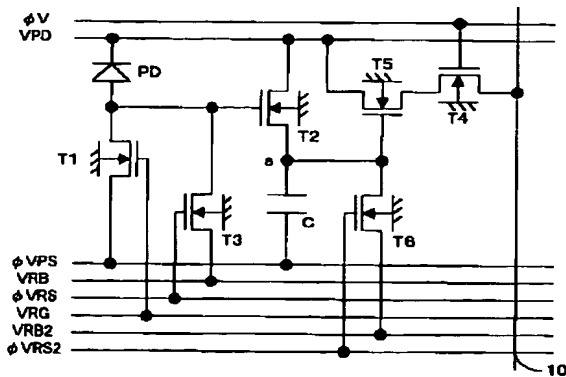 φV
VPD
PD
T5
T4
T2
T1
a
T3
C
T6
φVPS
VRB
φVRS
VRG
VRB2
φVRS2
10